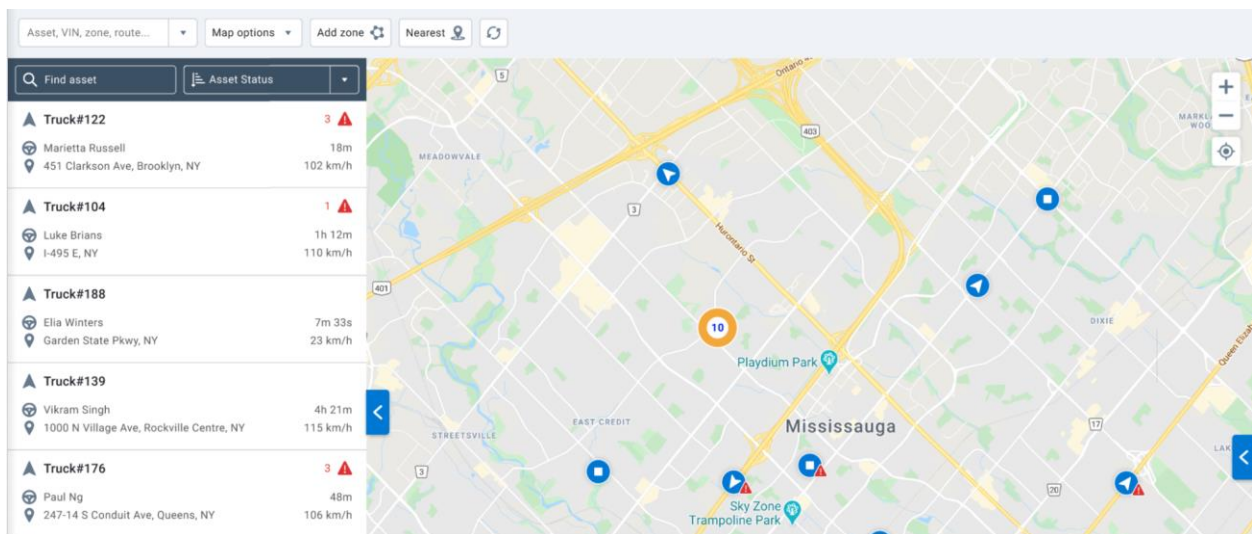 Asset, VIN, zone, route...
Map options
Add zone
Nearest
Find asset
Asset Status
Truck#122
3
Marietta Russell
18m
451 Clarkson Ave, Brooklyn, NY
102 km/h
Truck#104
1
Luke Brians
1h 12m
I-495 E, NY
110 km/h
Truck#188
Elia Winters
7m 33s
Garden State Pkwy, NY
23 km/h
Truck#139
Vikram Singh
4h 21m
1000 N Village Ave, Rockville Centre, NY
115 km/h
Truck#176
3
Paul Ng
48m
247-14 S Conduit Ave, Queens, NY
106 km/h
5
403
MEADOWVALE
3
Hurontario St
401
10
DIXIE
Playdium Park
EAST CREDIT
Mississauga
STREETSVILLE
17
3
20
Sky Zone
Trampoline Park